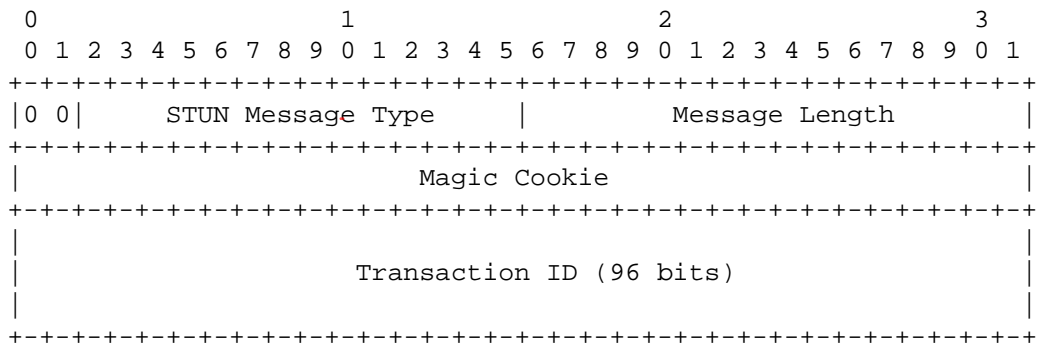 0                   1                   2                   3
 0 1 2 3 4 5 6 7 8 9 0 1 2 3 4 5 6 7 8 9 0 1 2 3 4 5 6 7 8 9 0 1
+-+-+-+-+-+-+-+-+-+-+-+-+-+-+-+-+-+-+-+-+-+-+-+-+-+-+-+-+-+-+-+-+
|0 0|     STUN Message Type     |         Message Length        |
+-+-+-+-+-+-+-+-+-+-+-+-+-+-+-+-+-+-+-+-+-+-+-+-+-+-+-+-+-+-+-+-+
|                         Magic Cookie                          |
+-+-+-+-+-+-+-+-+-+-+-+-+-+-+-+-+-+-+-+-+-+-+-+-+-+-+-+-+-+-+-+-+
|                                                               |
|                     Transaction ID (96 bits)                  |
|                                                               |
+-+-+-+-+-+-+-+-+-+-+-+-+-+-+-+-+-+-+-+-+-+-+-+-+-+-+-+-+-+-+-+-+